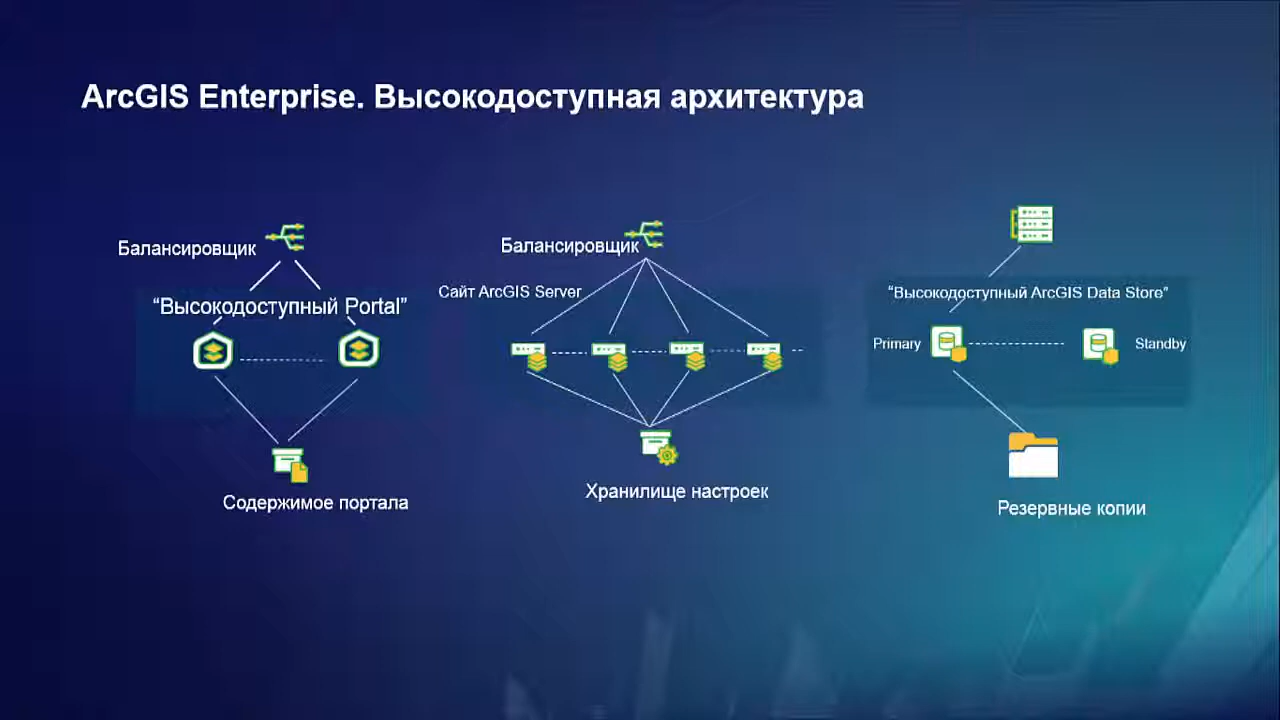 ArcGIS Enterprise. Высокодоступная архитектура
Балансировщик
“Высокодоступный Portal”
Содержимое портала
Балансировщик
Сайт ArcGIS Server
Хранилище настроек
“Высокодоступный ArcGIS Data Store”
Primary
Standby
Резервные копии